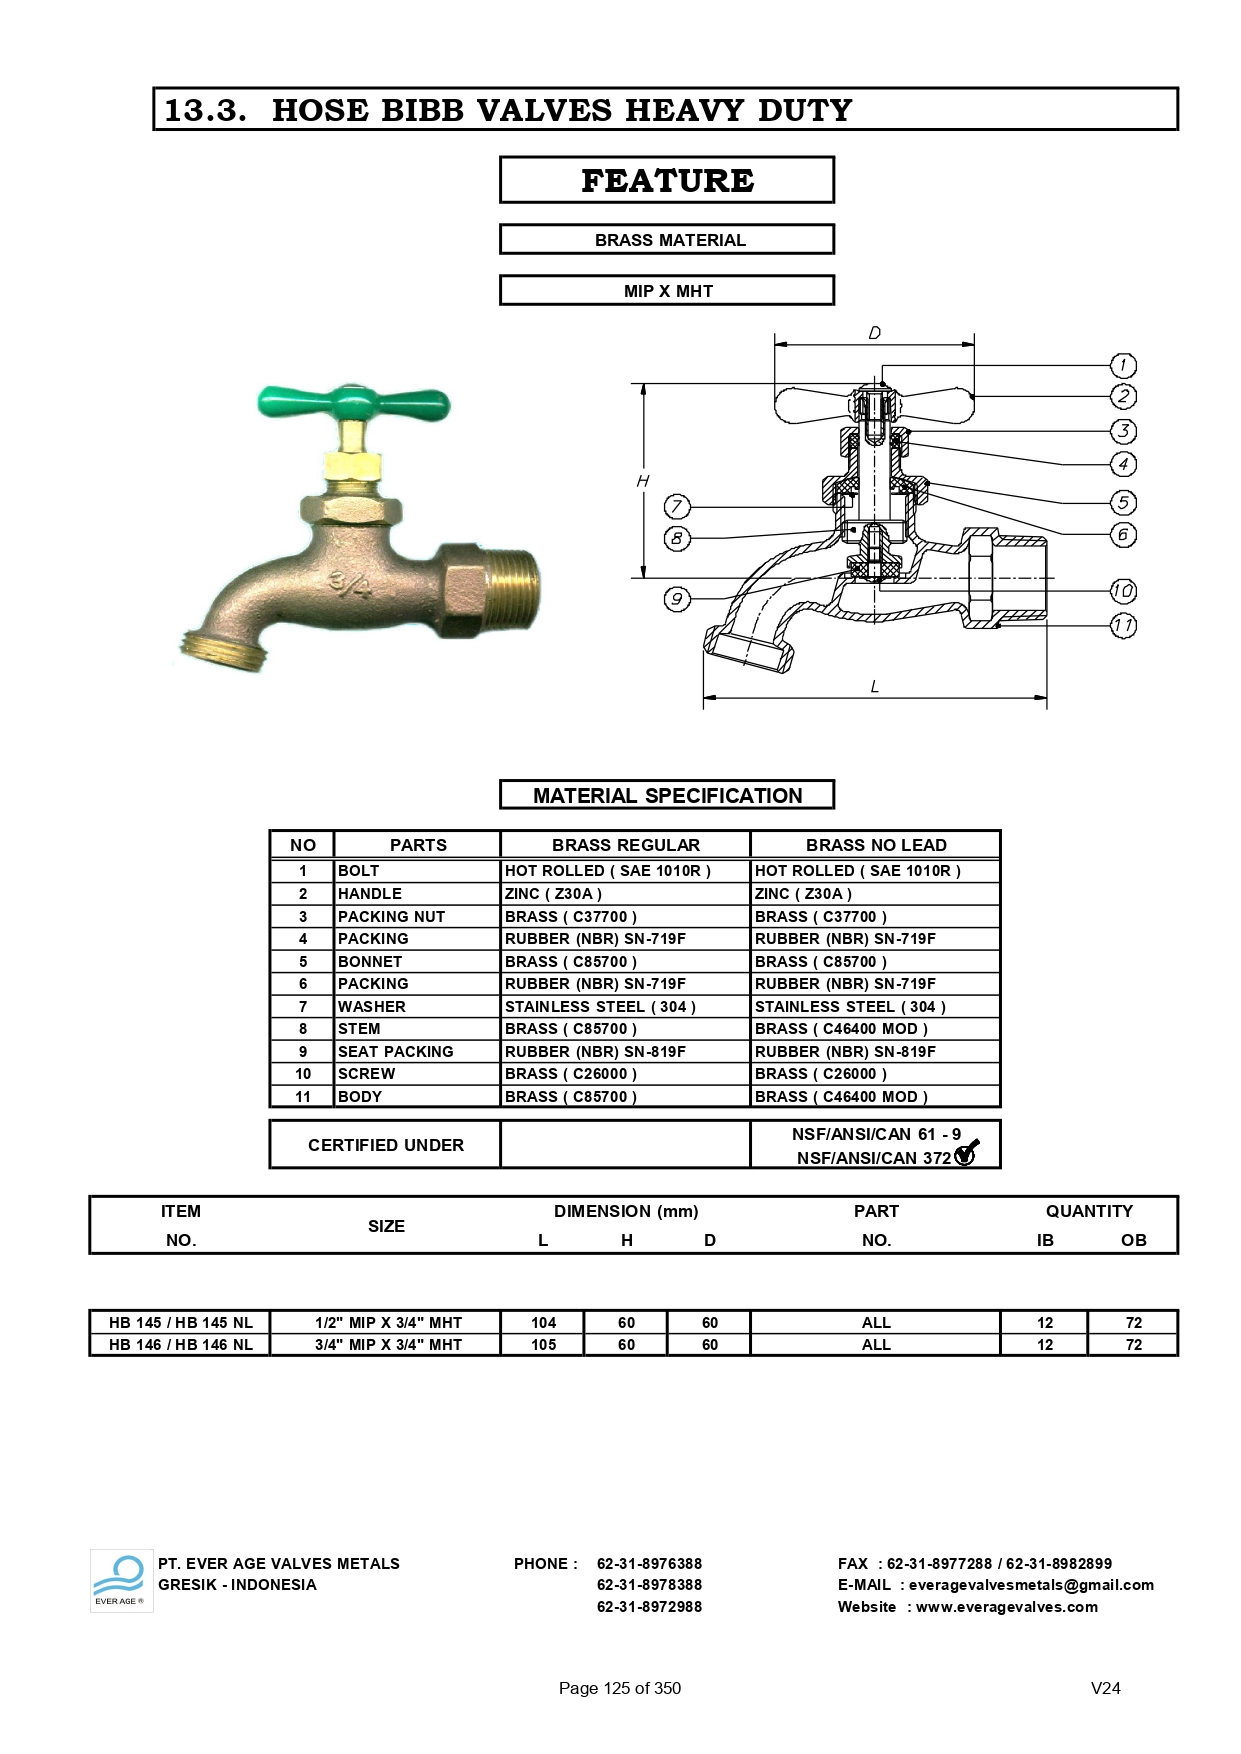 13.3. HOSE BIBB VALVES HEAVY DUTY
FEATURE
BRASS MATERIAL
MIP X MHT
3/4
D
H
L
1
2
3
4
5
6
7
8
9
10
11
MATERIAL SPECIFICATION
NO PARTS BRASS REGULAR BRASS NO LEAD
1 BOLT HOT ROLLED ( SAE 1010R ) HOT ROLLED ( SAE 1010R )
2 HANDLE ZINC ( Z30A ) ZINC ( Z30A )
3 PACKING NUT BRASS ( C37700 ) BRASS ( C37700 )
4 PACKING RUBBER (NBR) SN-719F RUBBER (NBR) SN-719F
5 BONNET BRASS ( C85700 ) BRASS ( C85700 )
6 PACKING RUBBER (NBR) SN-719F RUBBER (NBR) SN-719F
7 WASHER STAINLESS STEEL ( 304 ) STAINLESS STEEL ( 304 )
8 STEM BRASS ( C85700 ) BRASS ( C46400 MOD )
9 SEAT PACKING RUBBER (NBR) SN-819F RUBBER (NBR) SN-819F
10 SCREW BRASS ( C26000 ) BRASS ( C26000 )
11 BODY BRASS ( C85700 ) BRASS ( C46400 MOD )
CERTIFIED UNDER NSF/ANSI/CAN 61 - 9
NSF/ANSI/CAN 372
ITEM NO. SIZE DIMENSION (mm) PART NO. QUANTITY
L H D IB OB
HB 145 / HB 145 NL 1/2" MIP X 3/4" MHT 104 60 60 ALL 12 72
HB 146 / HB 146 NL 3/4" MIP X 3/4" MHT 105 60 60 ALL 12 72
EVER AGE ®
PT. EVER AGE VALVES METALS PHONE : 62-31-8976388 FAX : 62-31-8977288 / 62-31-8982899
GRESIK - INDONESIA 62-31-8978388 E-MAIL : everagevalvesmetals@gmail.com
62-31-8972988 Website : www.everagevalves.com
Page 125 of 350 V24